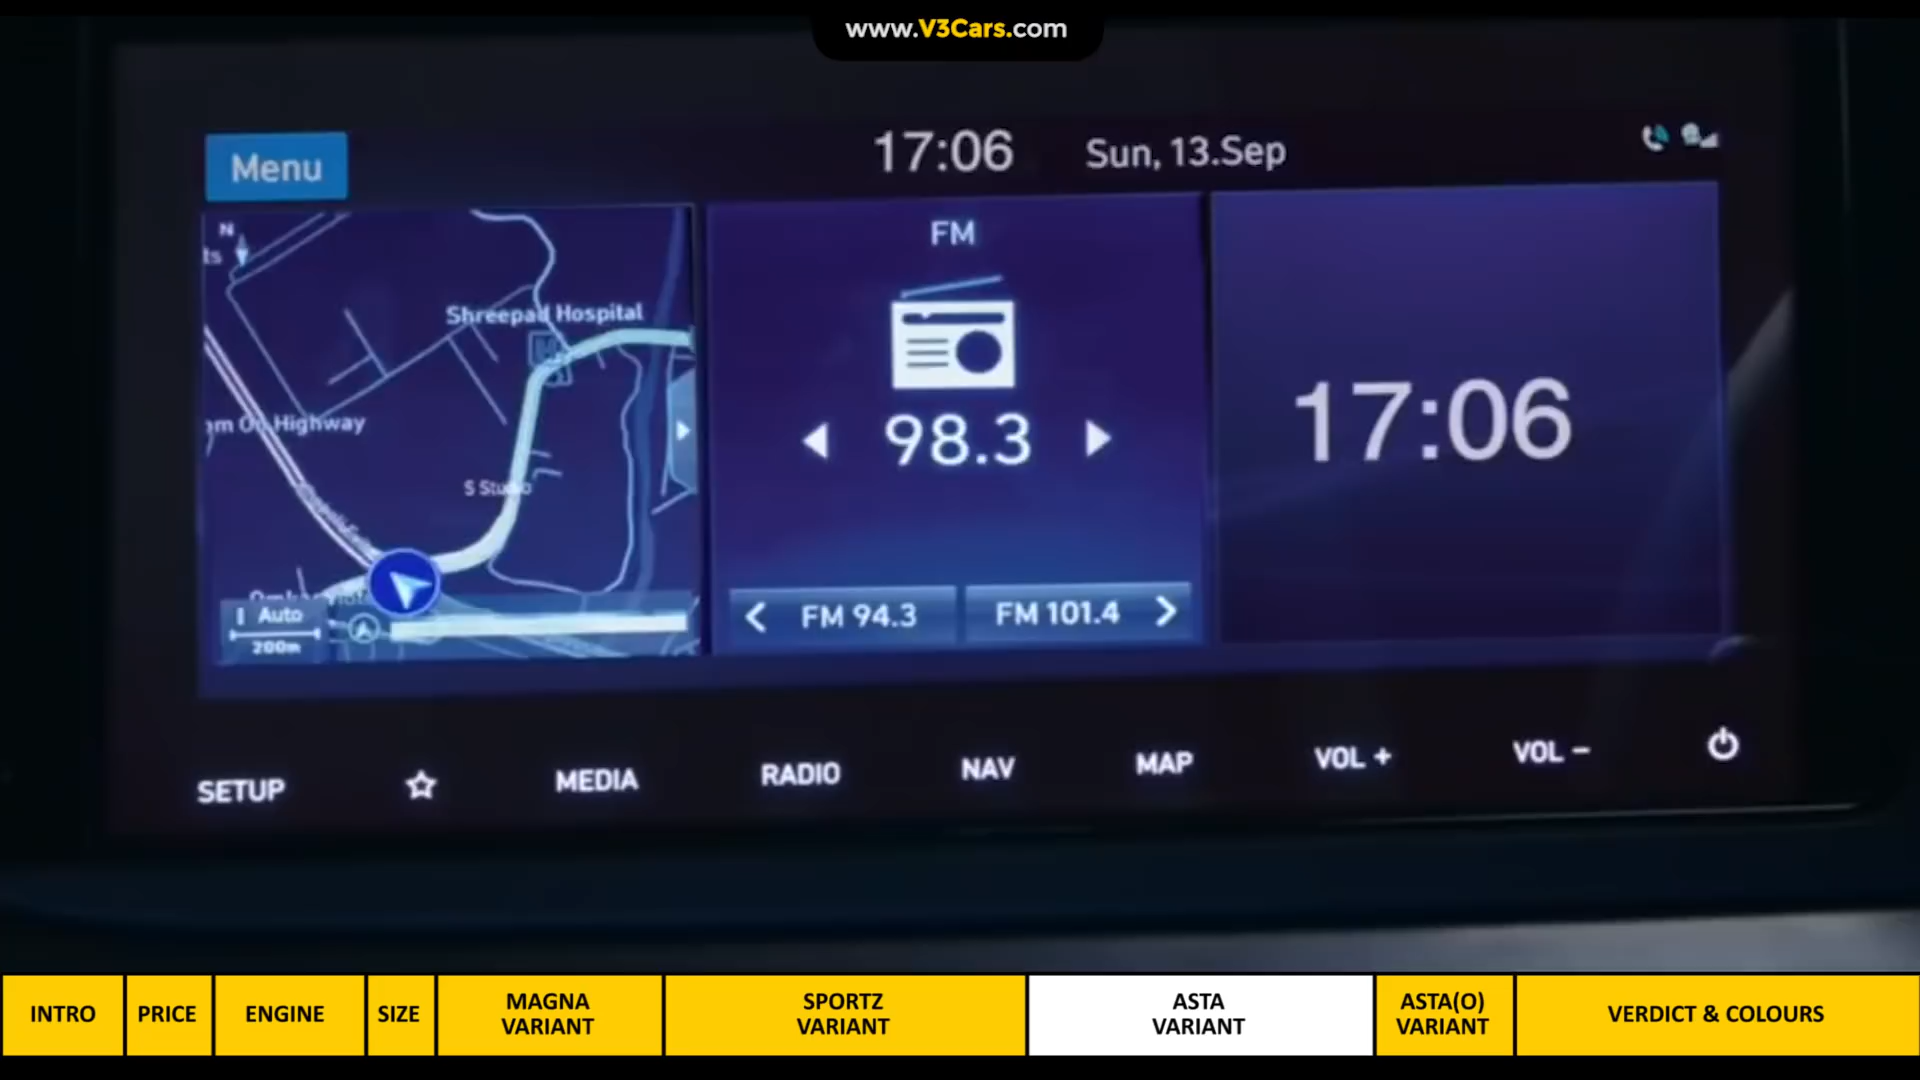 www.V3Cars.com
Menu
17:06
Sun, 13.Sep
N
ts
Shreepad Hospital
Highway
S Studio
Auto
200m
FM
98.3
FM 94.3
FM 101.4
17:06
SETUP
MEDIA
RADIO
NAV
MAP
VOL +
VOL −
INTRO
PRICE
ENGINE
SIZE
MAGNA
VARIANT
SPORTZ
VARIANT
ASTA
VARIANT
ASTA(O)
VARIANT
VERDICT & COLOURS